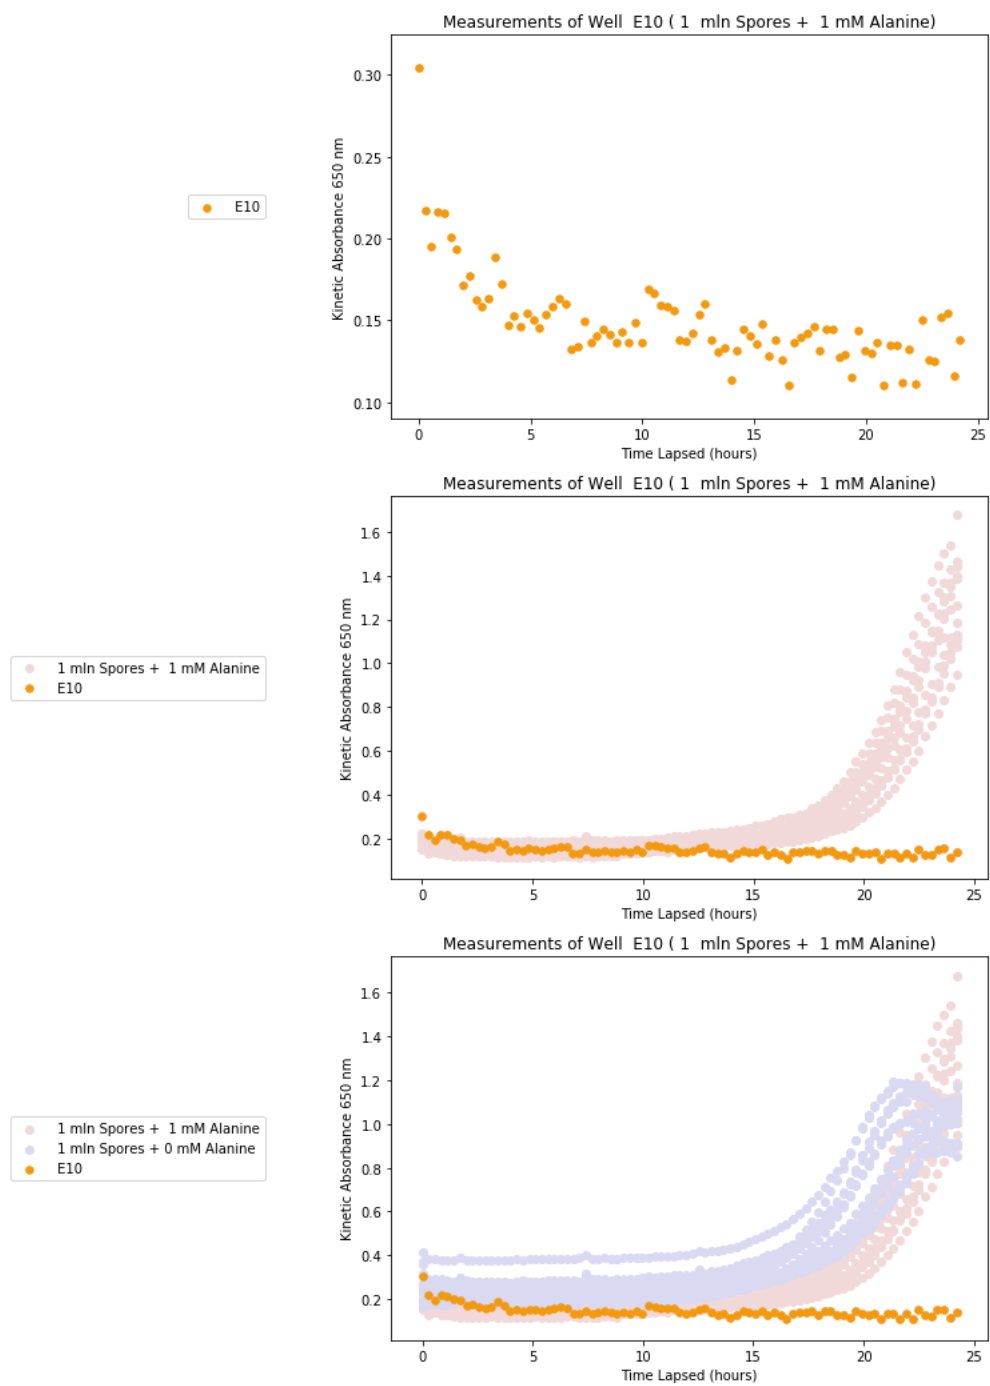 Measurements of Well  E10 ( 1  mln Spores +  1 mM Alanine)
0.30
0.25
0.20
0.15
0.10
Kinetic Absorbance 650 nm
E10
0 5 10 15 20 25
Time Lapsed (hours)
Measurements of Well  E10 ( 1  mln Spores +  1 mM Alanine)
1.6
1.4
1.2
1.0
0.8
0.6
0.4
0.2
Kinetic Absorbance 650 nm
1 mln Spores +  1 mM Alanine
E10
0 5 10 15 20 25
Time Lapsed (hours)
Measurements of Well  E10 ( 1  mln Spores +  1 mM Alanine)
1.6
1.4
1.2
1.0
0.8
0.6
0.4
0.2
Kinetic Absorbance 650 nm
1 mln Spores +  1 mM Alanine
1 mln Spores + 0 mM Alanine
E10
0 5 10 15 20 25
Time Lapsed (hours)